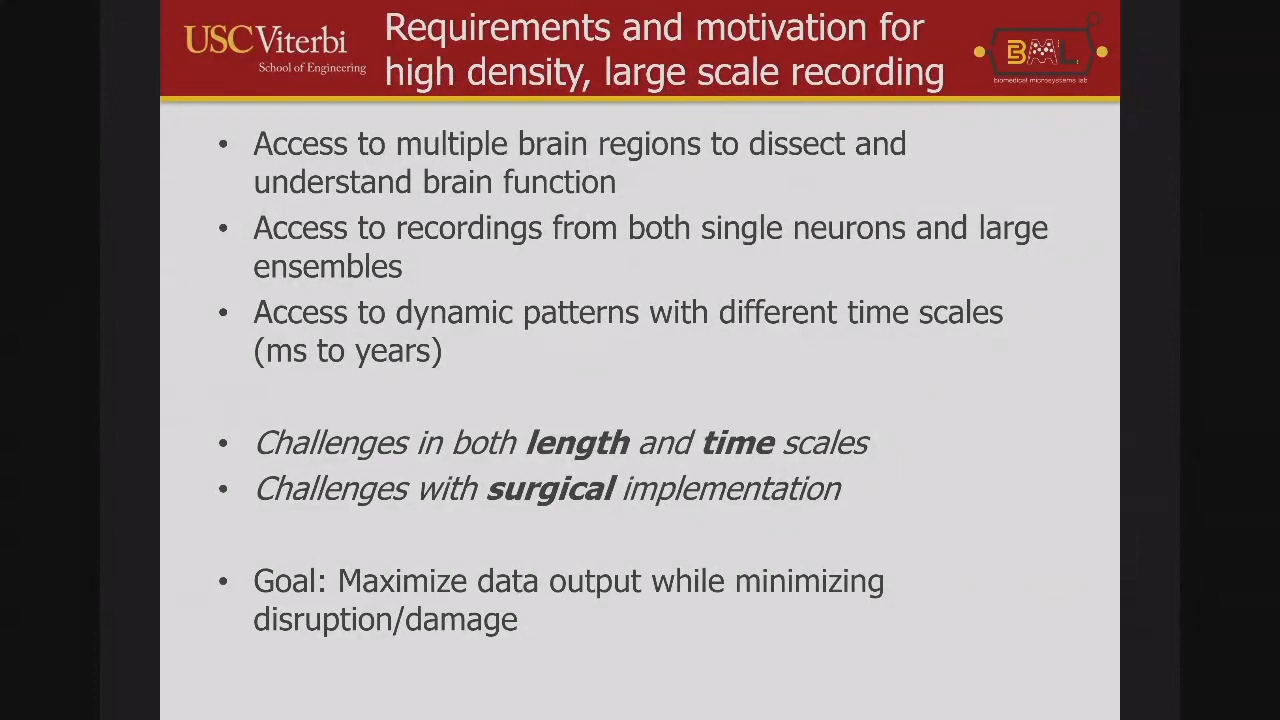 USC Viterbi
School of Engineering
Requirements and motivation for
high density, large scale recording
BML
biomedical microsystems lab
• Access to multiple brain regions to dissect and
understand brain function
• Access to recordings from both single neurons and large
ensembles
• Access to dynamic patterns with different time scales
(ms to years)
• Challenges in both length and time scales
• Challenges with surgical implementation
• Goal: Maximize data output while minimizing
disruption/damage